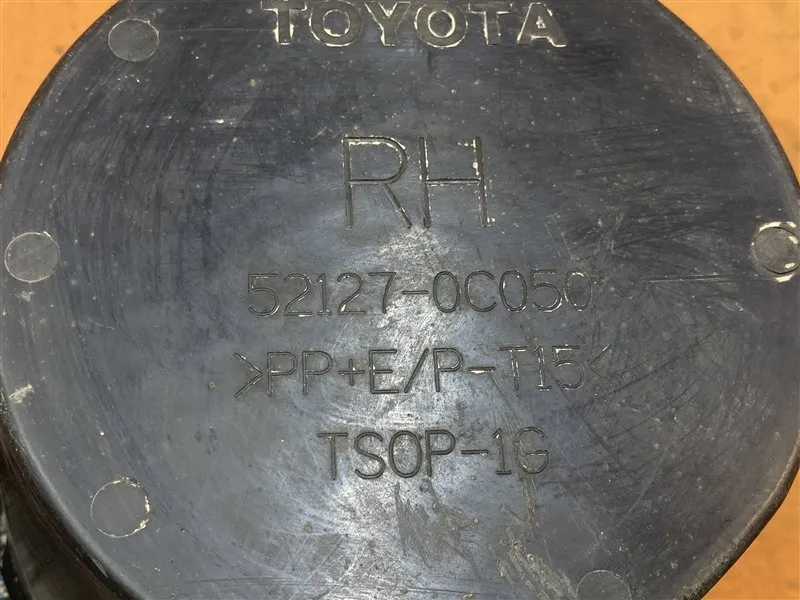 TOYOTA
RH
52127-0C050
>PP+E/P-T15<
TSOP-1G